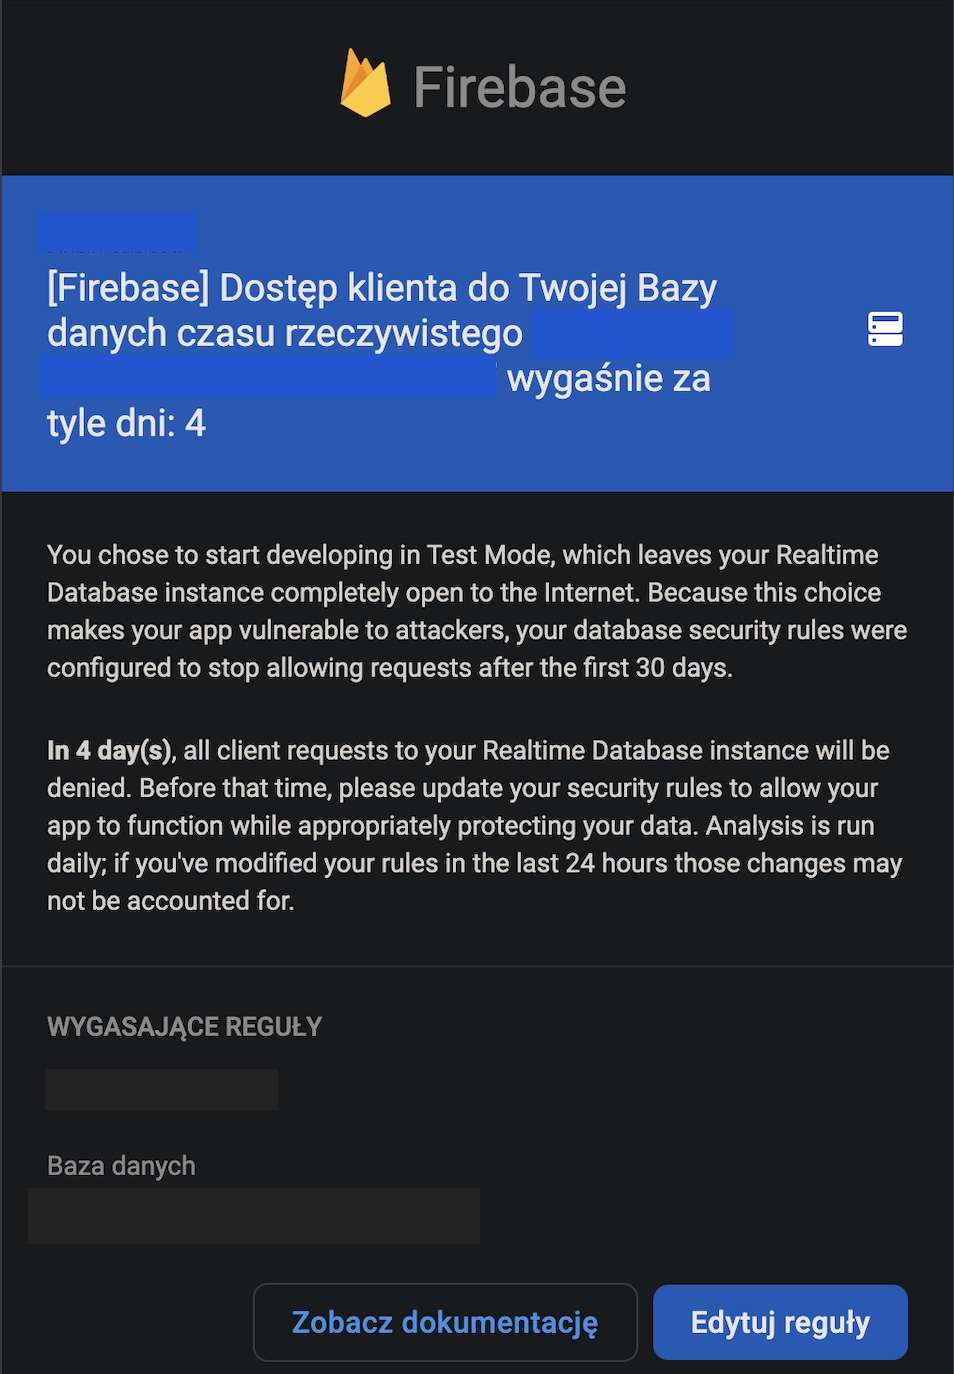 Firebase
[Firebase] Dostęp klienta do Twojej Bazy
danych czasu rzeczywistego
wygaśnie za
tyle dni: 4
You chose to start developing in Test Mode, which leaves your Realtime
Database instance completely open to the Internet. Because this choice
makes your app vulnerable to attackers, your database security rules were
configured to stop allowing requests after the first 30 days.
In 4 day(s), all client requests to your Realtime Database instance will be
denied. Before that time, please update your security rules to allow your
app to function while appropriately protecting your data. Analysis is run
daily; if you've modified your rules in the last 24 hours those changes may
not be accounted for.
WYGASAJĄCE REGUŁY
Baza danych
Zobacz dokumentację
Edytuj reguły